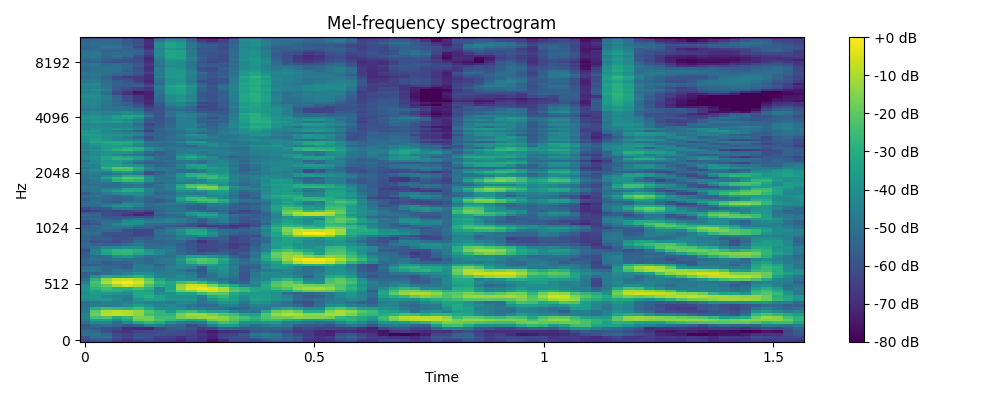 Mel-frequency spectrogram
8192
4096
2048
1024
512
0
Hz
0
0.5
1
1.5
Time
+0 dB
-10 dB
-20 dB
-30 dB
-40 dB
-50 dB
-60 dB
-70 dB
-80 dB